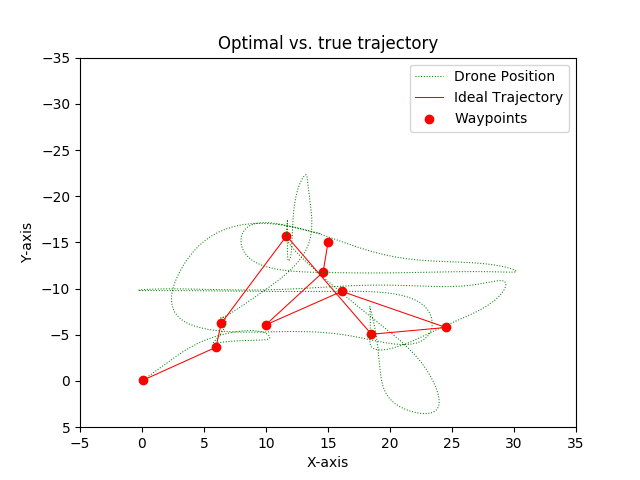 Optimal vs. true trajectory
Drone Position
Ideal Trajectory
Waypoints
−35
−30
−25
−20
−15
−10
−5
0
5
Y-axis
−5 0 5 10 15 20 25 30 35
X-axis